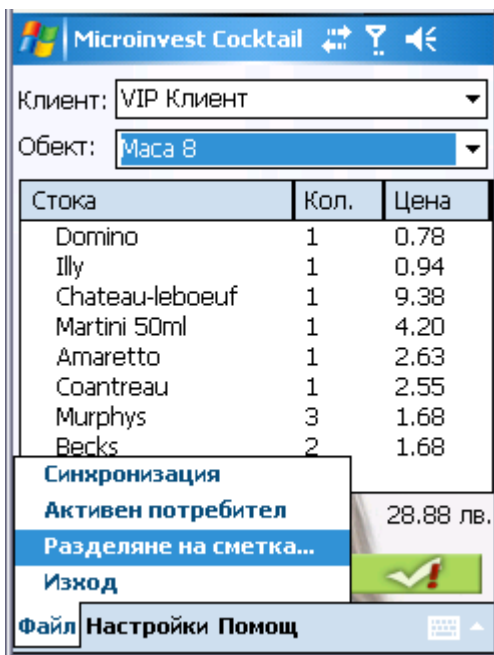 Microinvest Cocktail
Клиент: VIP Клиент
Обект: Маса 8
Стока Кол. Цена
Domino 1 0.78
Illy 1 0.94
Chateau-leboeuf 1 9.38
Martini 50ml 1 4.20
Amaretto 1 2.63
Coantreau 1 2.55
Murphys 3 1.68
Becks 2 1.68
Синхронизация
Активен потребител
28.88 лв.
Разделяне на сметка...
Изход
Файл Настройки Помощ